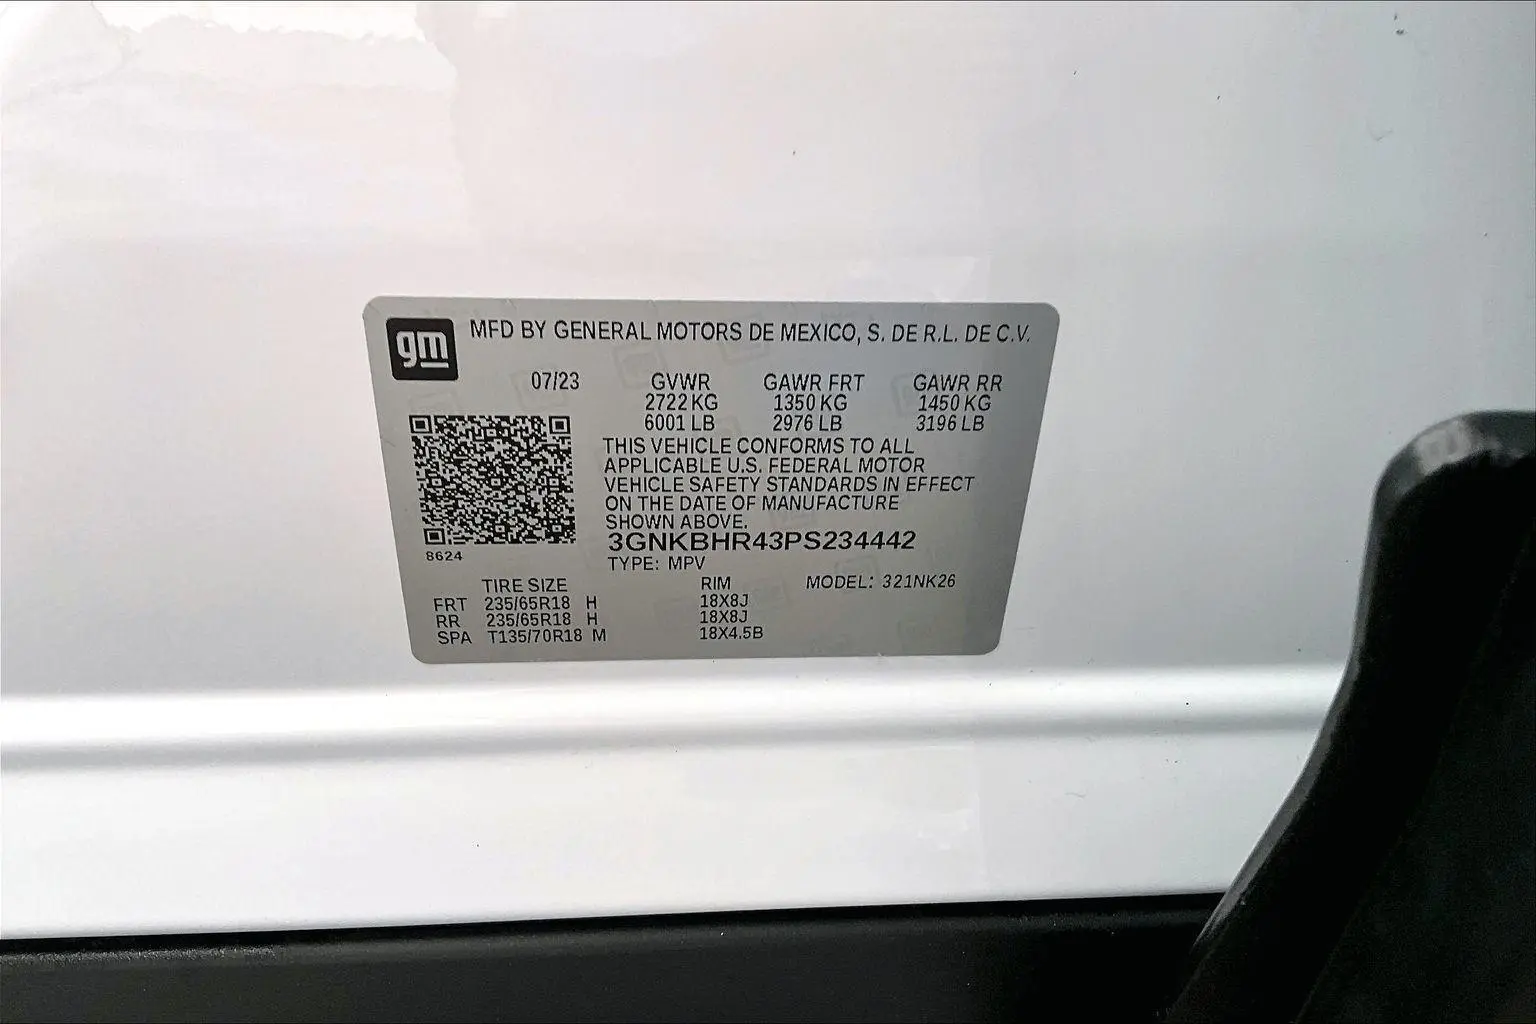 gm MFD BY GENERAL MOTORS DE MEXICO, S. DE R.L. DE C.V.
07/23 GVWR GAWR FRT GAWR RR
2722 KG 1350 KG 1450 KG
6001 LB 2976 LB 3196 LB
THIS VEHICLE CONFORMS TO ALL
APPLICABLE U.S. FEDERAL MOTOR
VEHICLE SAFETY STANDARDS IN EFFECT
ON THE DATE OF MANUFACTURE
SHOWN ABOVE.
3GNKBHR43PS234442
8624
TYPE: MPV
TIRE SIZE RIM MODEL: 321NK26
FRT 235/65R18 H 18X8J
RR 235/65R18 H 18X8J
SPA T135/70R18 M 18X4.5B